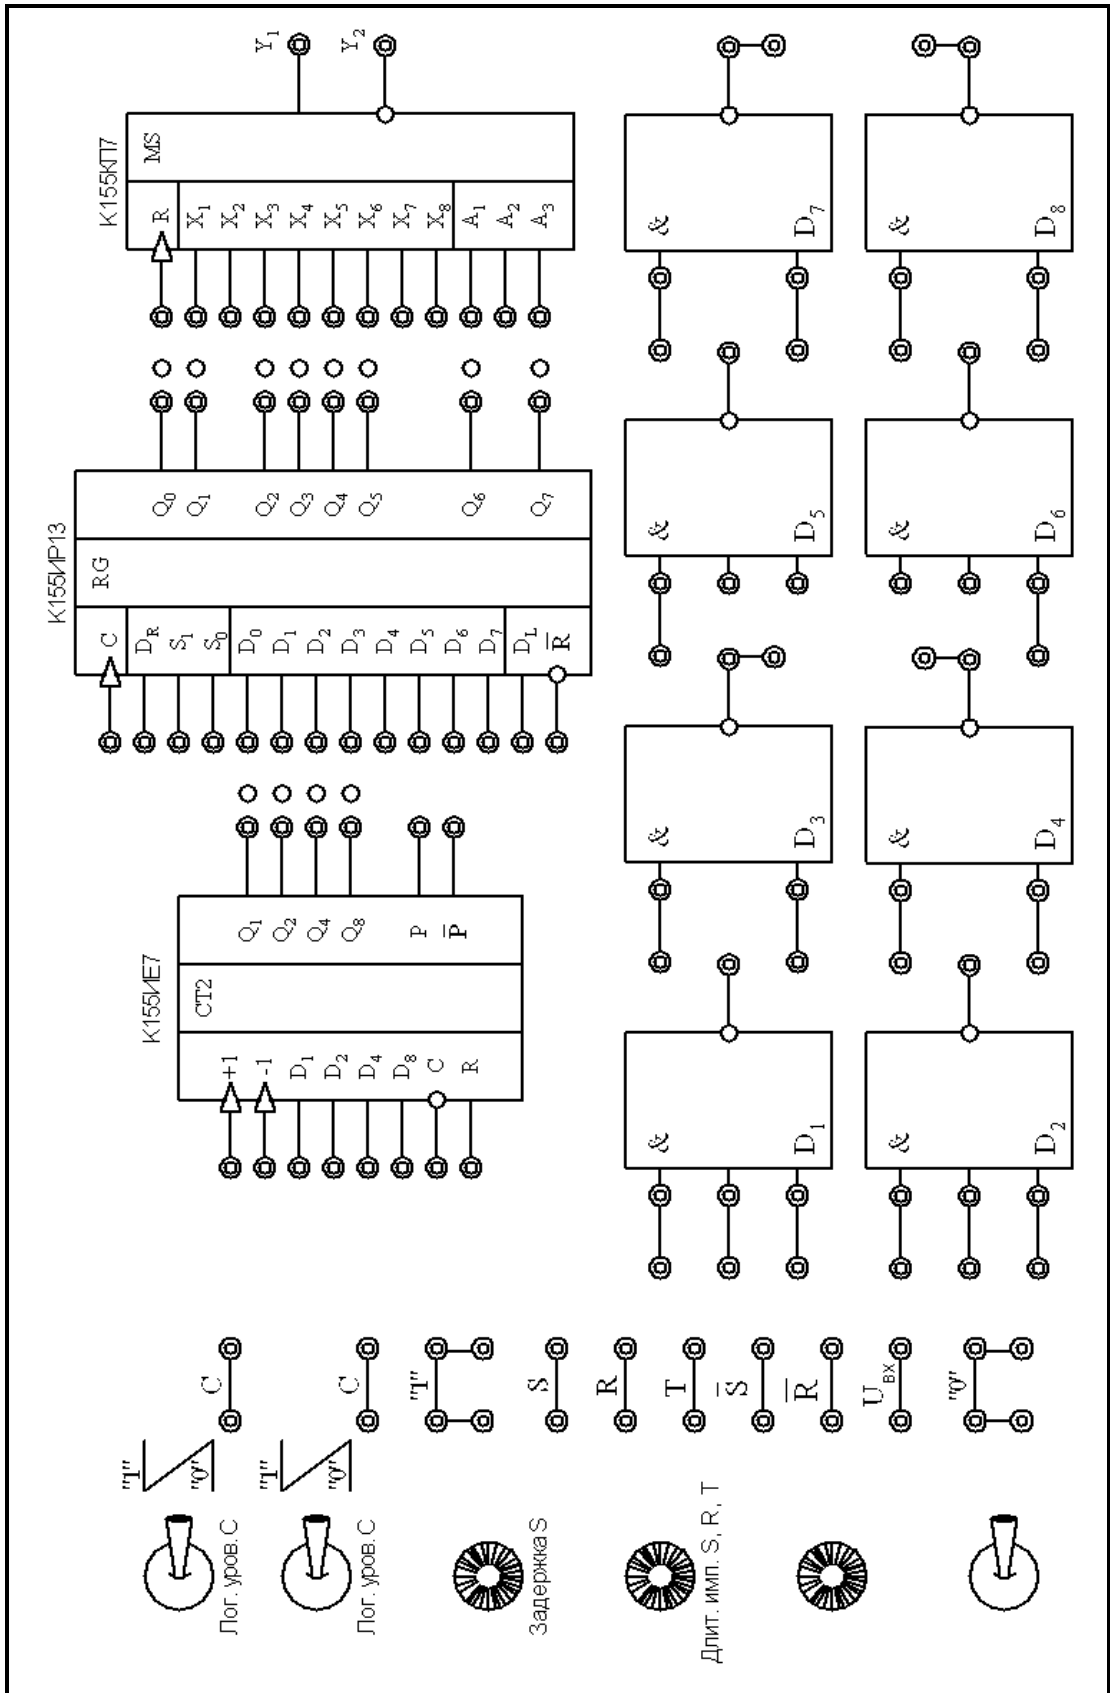 Лог. уров. С
"1"
"0"
C
Лог. уров. С
"1"
"0"
C
"1"
Задержка S
S
R
Длит. имп. S, R, T
T
S̅
R̅
U вх
"0"
К155ИЕ7
+1
-1
D1
D2
D4
D8
C
R
CT2
Q1
Q2
Q4
Q8
P
P̅
К155ИР13
C
DR
S1
S0
D0
D1
D2
D3
D4
D5
D6
D7
DL
R̅
RG
Q0
Q1
Q2
Q3
Q4
Q5
Q6
Q7
К155КП7
R
X1
X2
X3
X4
X5
X6
X7
X8
A1
A2
A3
MS
Y1
Y2
&
D1
&
D3
&
D5
&
D7
&
D2
&
D4
&
D6
&
D8